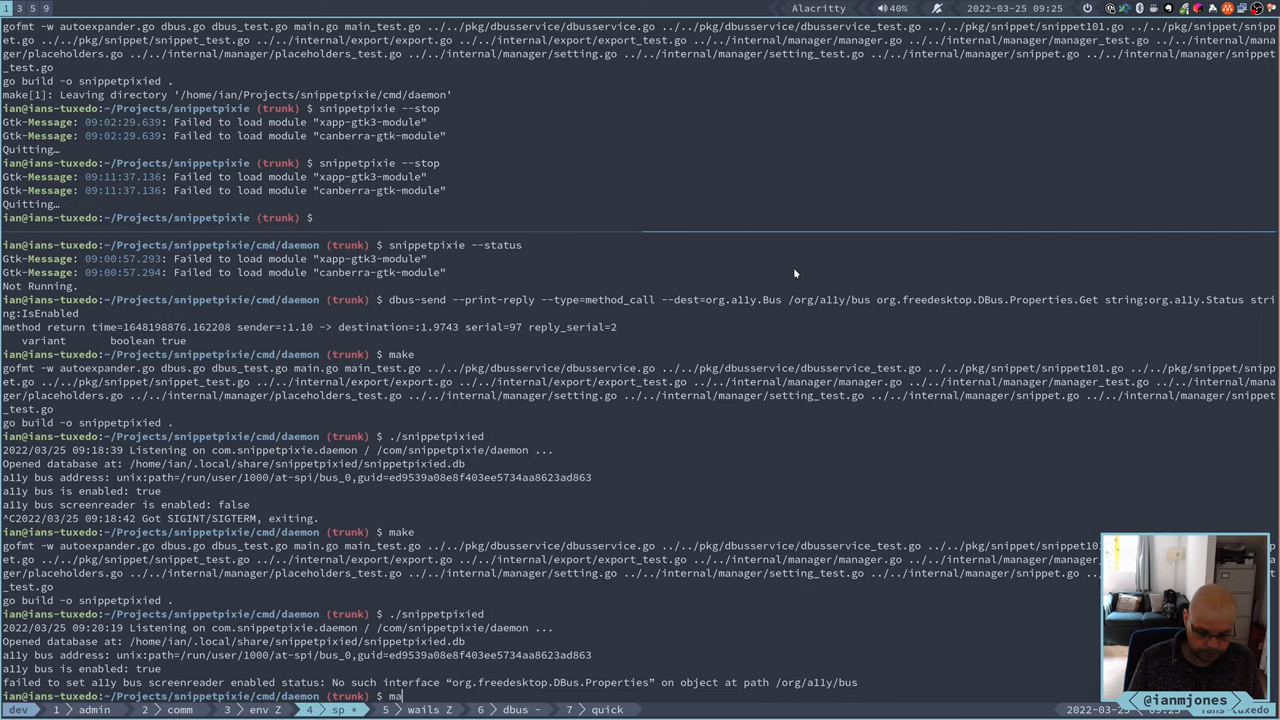 1 3 5 9 Alacritty 40% 2022-03-25 09:25
gofmt -w autoexpander.go dbus.go dbus_test.go main.go main_test.go ../../pkg/dbusservice/dbusservice.go ../../pkg/dbusservice/dbusservice_test.go ../../pkg/snippet/snippet101.go ../../pkg/snippet/snipp
et.go ../../pkg/snippet/snippet_test.go ../../internal/export/export.go ../../internal/export/export_test.go ../../internal/manager/manager.go ../../internal/manager/manager_test.go ../../internal/mana
ger/placeholders.go ../../internal/manager/placeholders_test.go ../../internal/manager/setting.go ../../internal/manager/setting_test.go ../../internal/manager/snippet.go ../../internal/manager/snippet
_test.go
go build -o snippetpixied .
make[1]: Leaving directory '/home/ian/Projects/snippetpixie/cmd/daemon'
ian@ians-tuxedo:~/Projects/snippetpixie (trunk) $ snippetpixie --stop
Gtk-Message: 09:02:29.639: Failed to load module "xapp-gtk3-module"
Gtk-Message: 09:02:29.639: Failed to load module "canberra-gtk-module"
Quitting…
ian@ians-tuxedo:~/Projects/snippetpixie (trunk) $ snippetpixie --stop
Gtk-Message: 09:11:37.136: Failed to load module "xapp-gtk3-module"
Gtk-Message: 09:11:37.136: Failed to load module "canberra-gtk-module"
Quitting…
ian@ians-tuxedo:~/Projects/snippetpixie (trunk) $
ian@ians-tuxedo:~/Projects/snippetpixie/cmd/daemon (trunk) $ snippetpixie --status
Gtk-Message: 09:00:57.293: Failed to load module "xapp-gtk3-module"
Gtk-Message: 09:00:57.294: Failed to load module "canberra-gtk-module"
Not Running.
ian@ians-tuxedo:~/Projects/snippetpixie/cmd/daemon (trunk) $ dbus-send --print-reply --type=method_call --dest=org.a11y.Bus /org/a11y/bus org.freedesktop.DBus.Properties.Get string:org.a11y.Status stri
ng:IsEnabled
method return time=1648198876.162208 sender=:1.10 -> destination=:1.9743 serial=97 reply_serial=2
variant boolean true
ian@ians-tuxedo:~/Projects/snippetpixie/cmd/daemon (trunk) $ make
gofmt -w autoexpander.go dbus.go dbus_test.go main.go main_test.go ../../pkg/dbusservice/dbusservice.go ../../pkg/dbusservice/dbusservice_test.go ../../pkg/snippet/snippet101.go ../../pkg/snippet/snipp
et.go ../../pkg/snippet/snippet_test.go ../../internal/export/export.go ../../internal/export/export_test.go ../../internal/manager/manager.go ../../internal/manager/manager_test.go ../../internal/mana
ger/placeholders.go ../../internal/manager/placeholders_test.go ../../internal/manager/setting.go ../../internal/manager/setting_test.go ../../internal/manager/snippet.go ../../internal/manager/snippet
_test.go
go build -o snippetpixied .
ian@ians-tuxedo:~/Projects/snippetpixie/cmd/daemon (trunk) $ ./snippetpixied
2022/03/25 09:18:39 Listening on com.snippetpixie.daemon / /com/snippetpixie/daemon ...
Opened database at: /home/ian/.local/share/snippetpixied/snippetpixied.db
a11y bus address: unix:path=/run/user/1000/at-spi/bus_0,guid=ed9539a08e8f403ee5734aa8623ad863
a11y bus is enabled: true
a11y bus screenreader is enabled: false
^C2022/03/25 09:18:42 Got SIGINT/SIGTERM, exiting.
ian@ians-tuxedo:~/Projects/snippetpixie/cmd/daemon (trunk) $ make
gofmt -w autoexpander.go dbus.go dbus_test.go main.go main_test.go ../../pkg/dbusservice/dbusservice.go ../../pkg/dbusservice/dbusservice_test.go ../../pkg/snippet/snippet101
et.go ../../pkg/snippet/snippet_test.go ../../internal/export/export.go ../../internal/export/export_test.go ../../internal/manager/manager.go ../../internal/manager/manager_
ger/placeholders.go ../../internal/manager/placeholders_test.go ../../internal/manager/setting.go ../../internal/manager/setting_test.go ../../internal/manager/snippet.go ../
_test.go
go build -o snippetpixied .
ian@ians-tuxedo:~/Projects/snippetpixie/cmd/daemon (trunk) $ ./snippetpixied
2022/03/25 09:20:19 Listening on com.snippetpixie.daemon / /com/snippetpixie/daemon ...
Opened database at: /home/ian/.local/share/snippetpixied/snippetpixied.db
a11y bus address: unix:path=/run/user/1000/at-spi/bus_0,guid=ed9539a08e8f403ee5734aa8623ad863
a11y bus is enabled: true
failed to set a11y bus screenreader enabled status: No such interface “org.freedesktop.DBus.Properties” on object at path /org/a11y/bus
ian@ians-tuxedo:~/Projects/snippetpixie/cmd/daemon (trunk) $ ma
@ianmjones
dev 1 admin 2 comm 3 env Z 4 sp * 5 wails Z 6 dbus - 7 quick